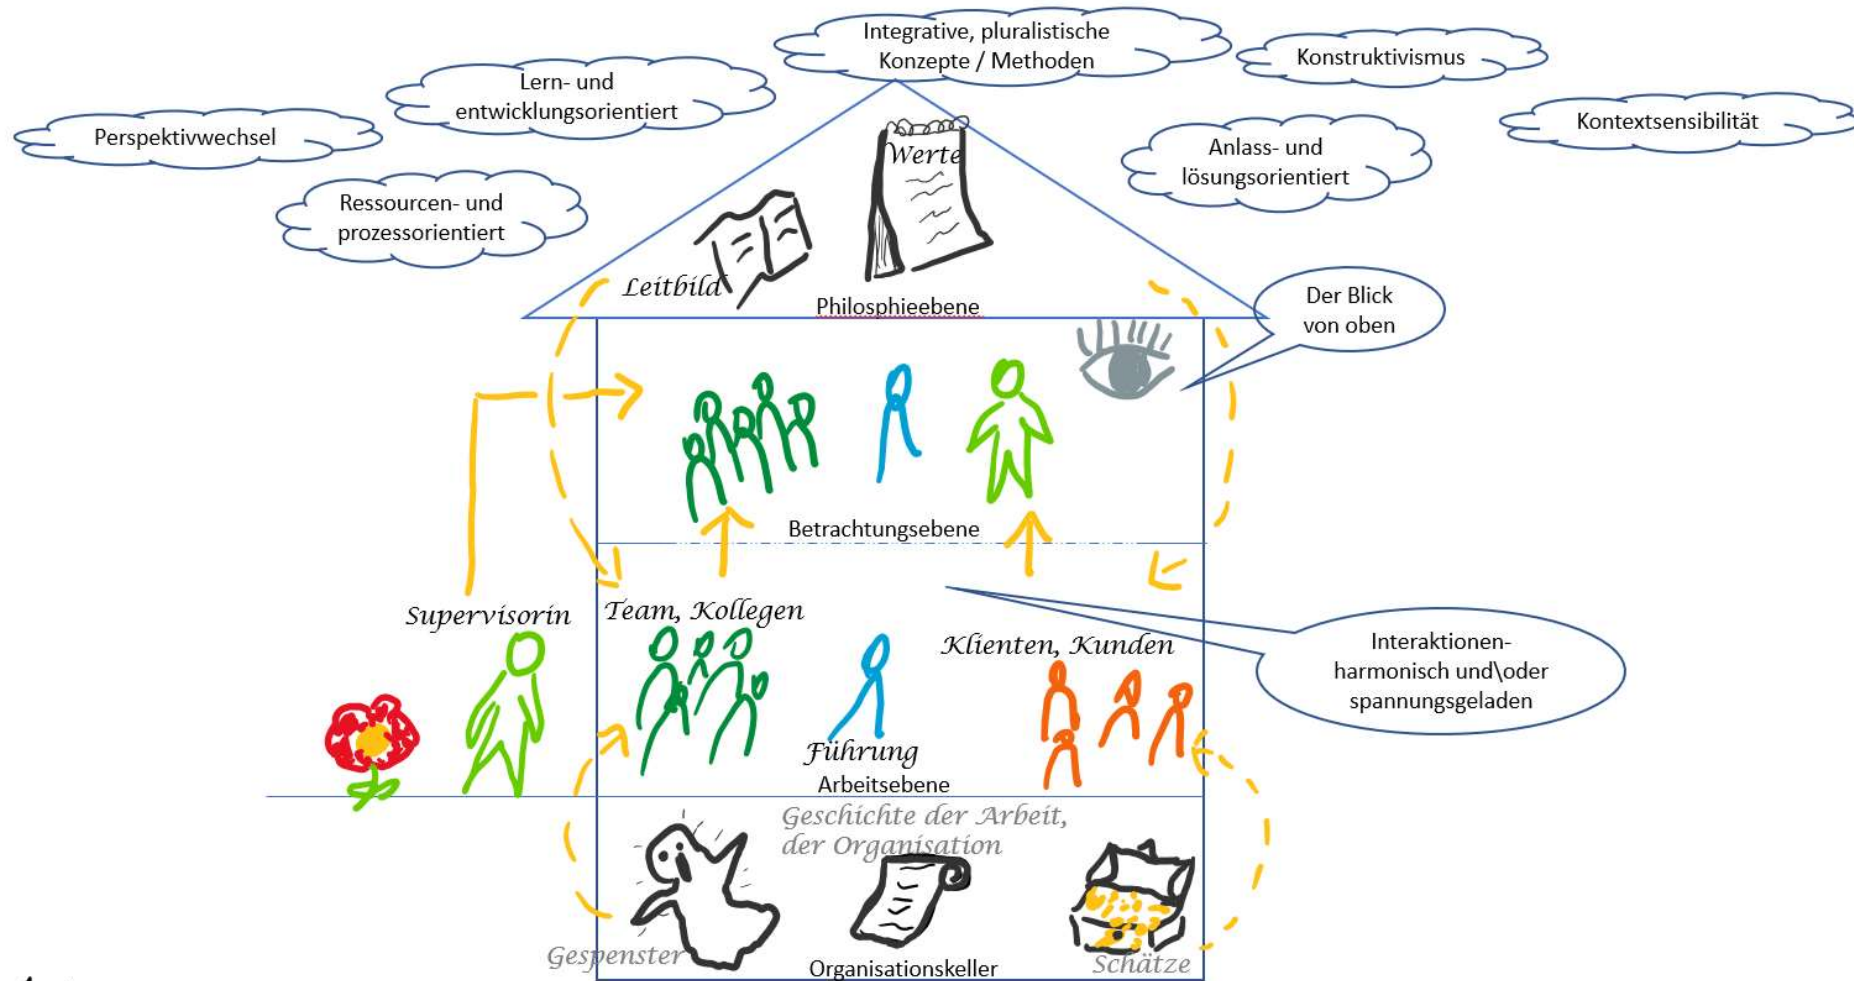 Integrative, pluralistische
Konzepte / Methoden
Konstruktivismus
Lern- und
entwicklungsorientiert
Kontextsensibilität
Perspektivwechsel
Anlass- und
lösungsorientiert
Ressourcen- und
prozessorientiert
Werte
Leitbild
Philosphieebene
Der Blick
von oben
Betrachtungsebene
Supervisorin
Team, Kollegen
Klienten, Kunden
Interaktionen-
harmonisch und\oder
spannungsgeladen
Führung
Arbeitsebene
Geschichte der Arbeit,
der Organisation
Gespenster
Organisationskeller
Schätze